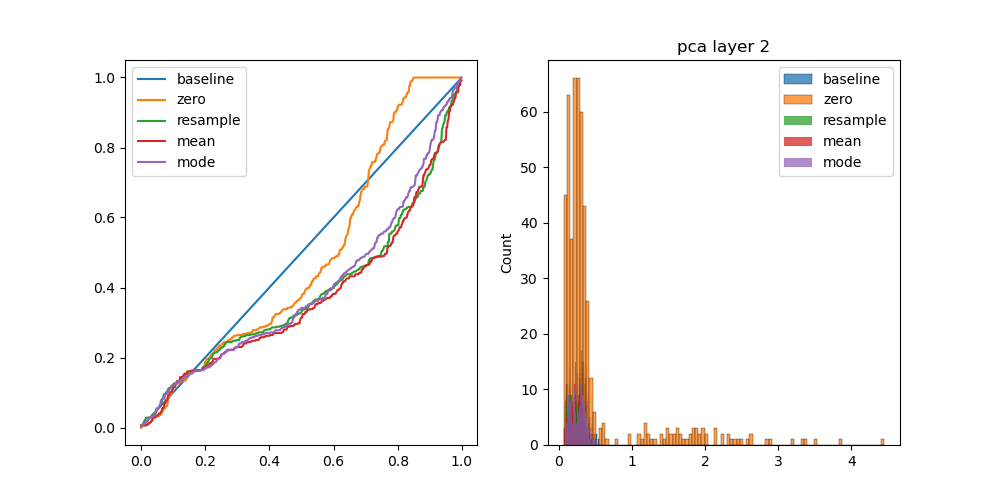 baseline
zero
resample
mean
mode
1.0
0.8
0.6
0.4
0.2
0.0
0.0 0.2 0.4 0.6 0.8 1.0
pca layer 2
baseline
zero
resample
mean
mode
Count
60
50
40
30
20
10
0
0 1 2 3 4